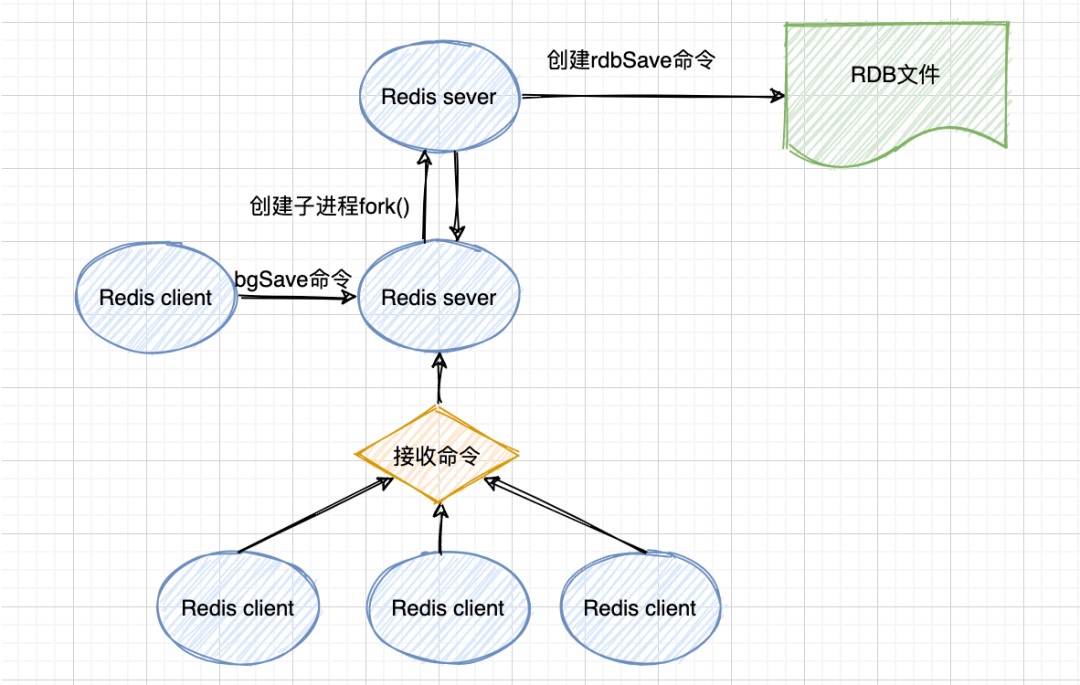 创建rdbSave命令
RDB文件
Redis sever
创建子进程fork()
bgSave命令
Redis client
Redis sever
接收命令
Redis client
Redis client
Redis client